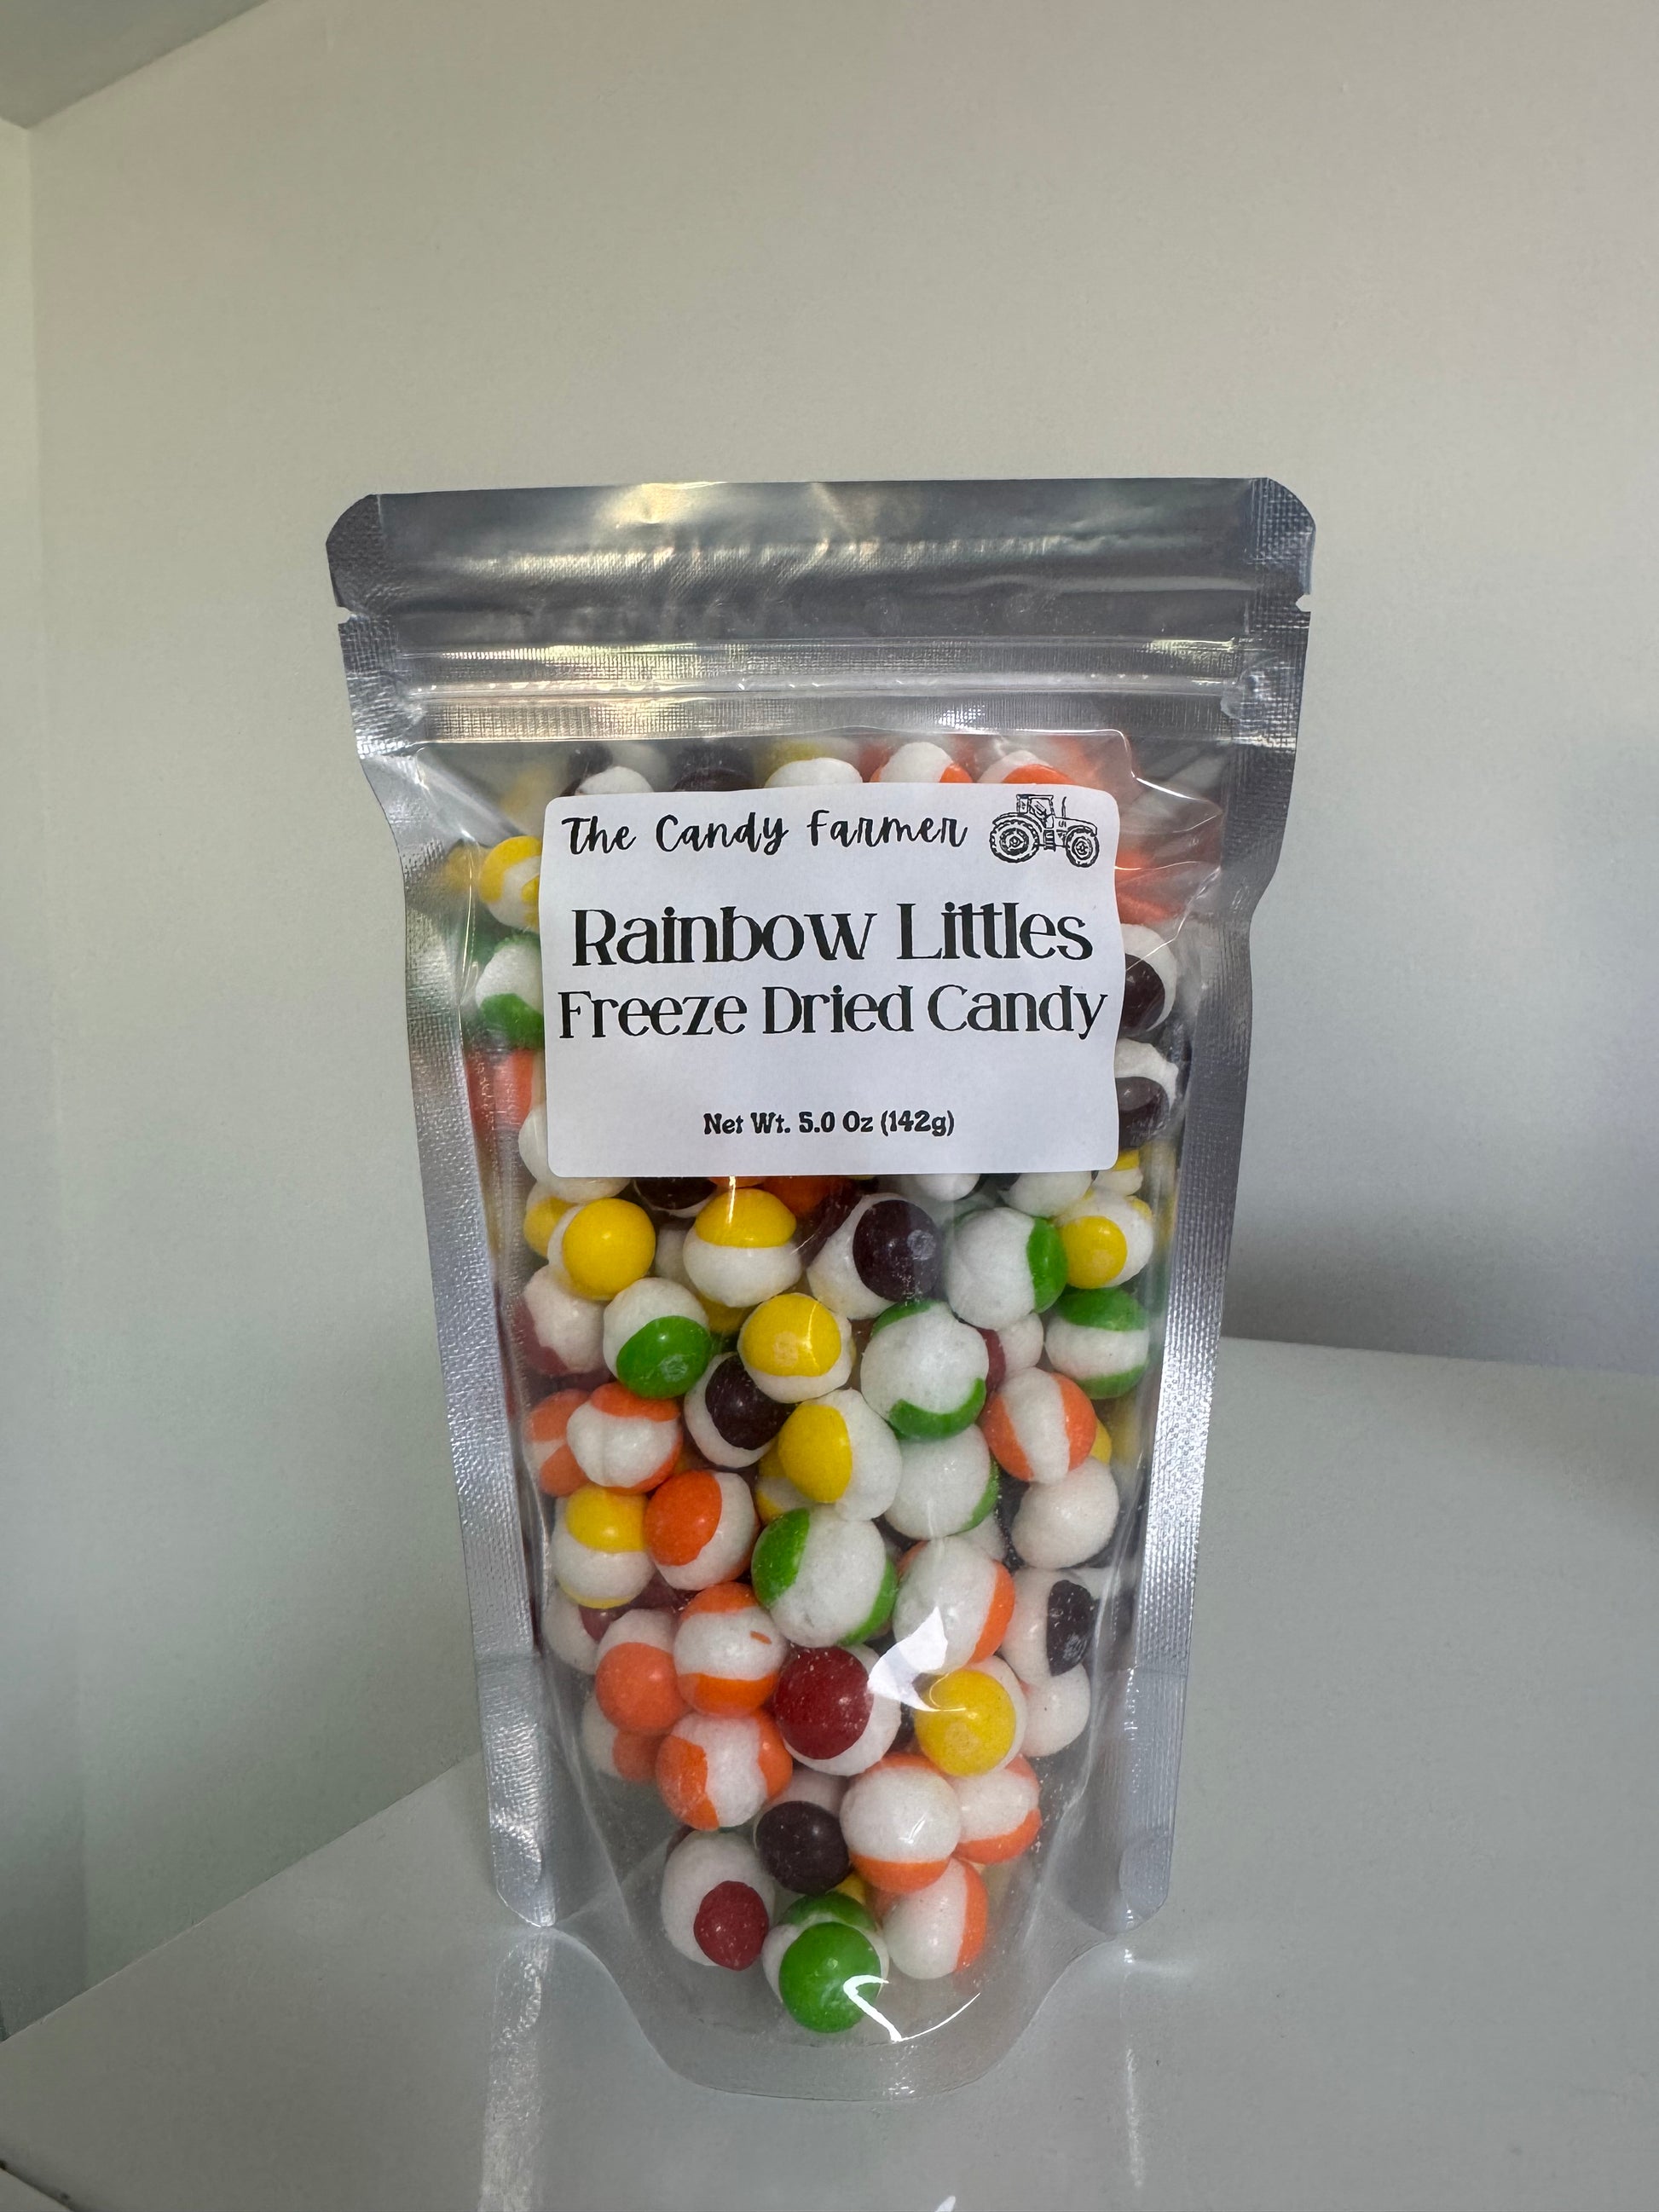 The Candy Farmer
Rainbow Littles
Freeze Dried Candy
Net Wt. 5.0 Oz (142g)